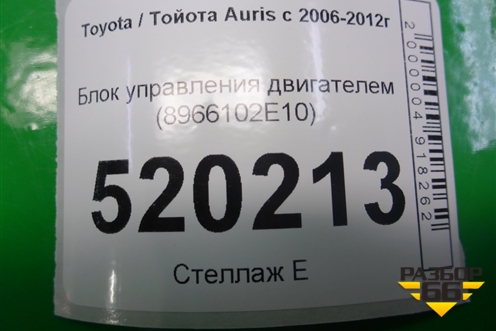 Toyota / Тойота Auris с 2006-2012г
Блок управления двигателем
(8966102E10)
520213
Стеллаж Е
2000004918262
РАЗБОР
66